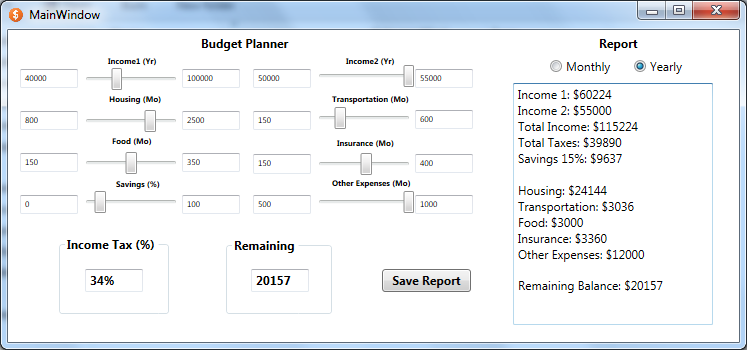 MainWindow
Budget Planner
Income1 (Yr)
40000
100000
Income2 (Yr)
50000
55000
Housing (Mo)
800
2500
Transportation (Mo)
150
600
Food (Mo)
150
350
Insurance (Mo)
150
400
Savings (%)
0
100
Other Expenses (Mo)
500
1000
Income Tax (%)
34%
Remaining
20157
Save Report
Report
Monthly
Yearly
Income 1: $60224
Income 2: $55000
Total Income: $115224
Total Taxes: $39890
Savings 15%: $9637
Housing: $24144
Transportation: $3036
Food: $3000
Insurance: $3360
Other Expenses: $12000
Remaining Balance: $20157